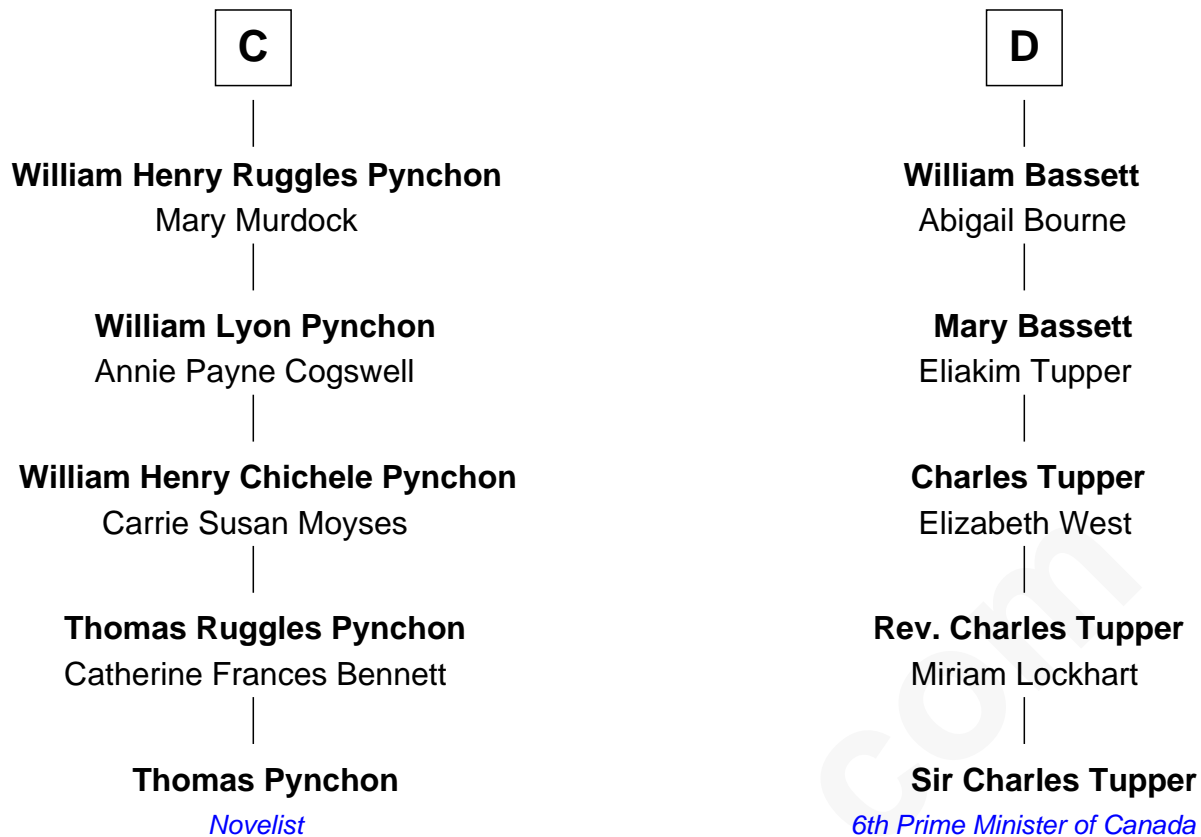 C
William Henry Ruggles Pynchon
Mary Murdock
William Lyon Pynchon
Annie Payne Cogswell
William Henry Chichele Pynchon
Carrie Susan Moyses
Thomas Ruggles Pynchon
Catherine Frances Bennett
Thomas Pynchon
Novelist
D
William Bassett
Abigail Bourne
Mary Bassett
Eliakim Tupper
Charles Tupper
Elizabeth West
Rev. Charles Tupper
Miriam Lockhart
Sir Charles Tupper
6th Prime Minister of Canada
com